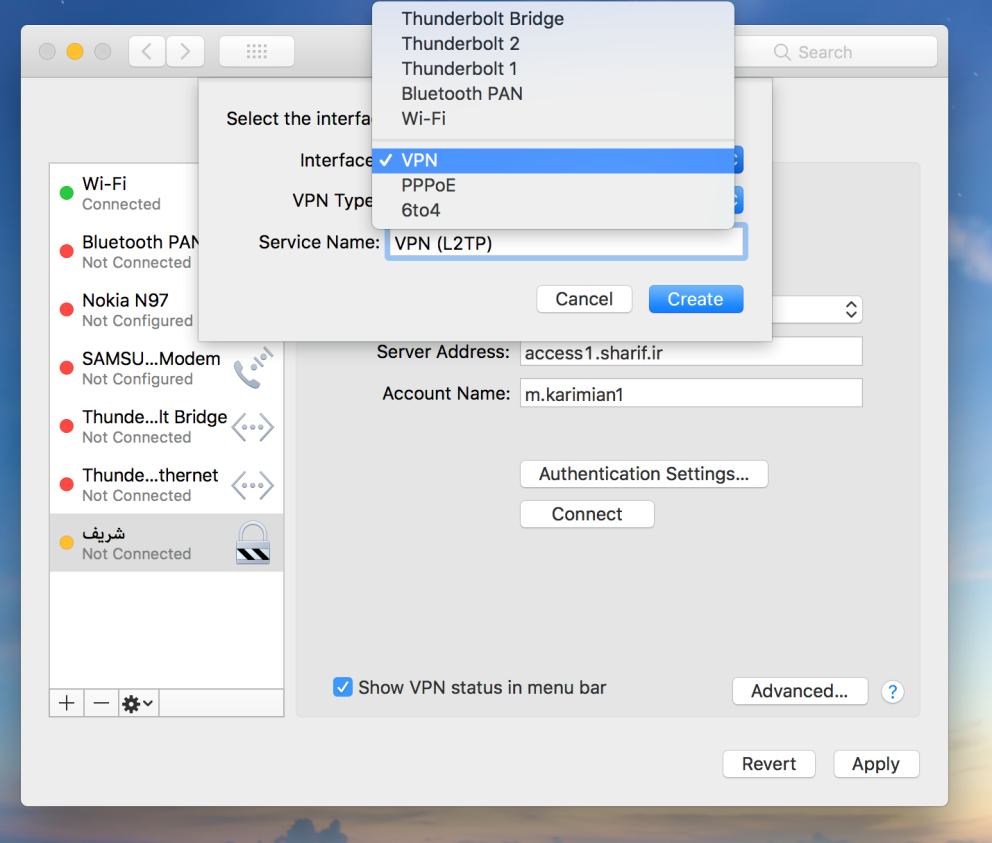 Thunderbolt Bridge
Thunderbolt 2
Thunderbolt 1
Bluetooth PAN
Wi-Fi
VPN
PPPoE
6to4
Search
Select the interfa
Interface
VPN Type
Service Name: VPN (L2TP)
Cancel Create
Wi-Fi
Connected
Bluetooth PAN
Not Connected
Nokia N97
Not Configured
SAMSU...Modem
Not Configured
Thunde...lt Bridge
Not Connected
Thunde...thernet
Not Connected
شریف
Not Connected
Server Address: access1.sharif.ir
Account Name: m.karimian1
Authentication Settings...
Connect
Show VPN status in menu bar
Advanced... ?
Revert Apply